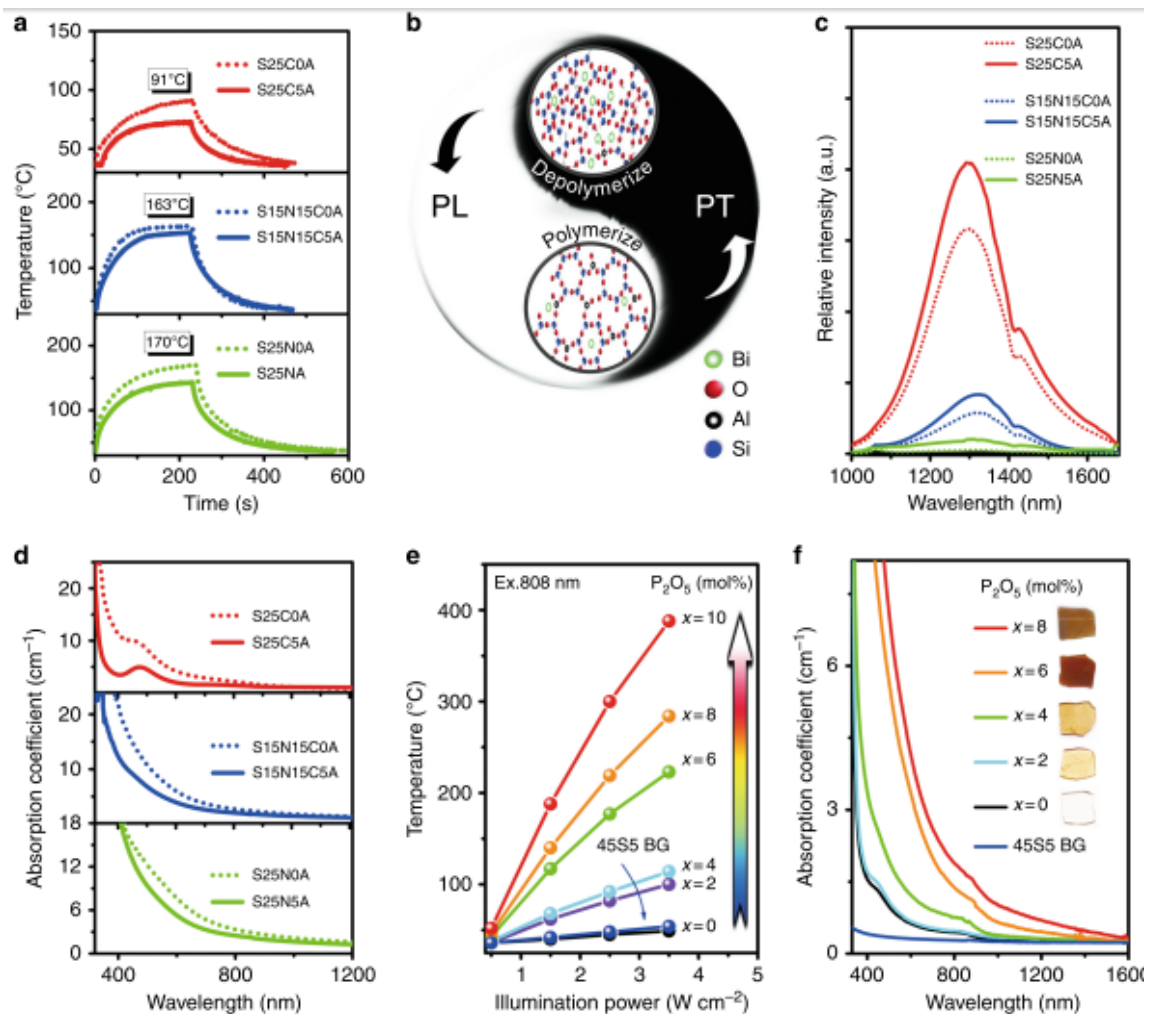 a
150
100
50
200
100
200
100
0
200
400
600
Temperature (°C)
Time (s)
91°C
S25C0A
S25C5A
163°C
S15N15C0A
S15N15C5A
170°C
S25N0A
S25NA
b
PL
PT
Depolymerize
Polymerize
Bi
O
Al
Si
c
Relative intensity (a.u.)
S25C0A
S25C5A
S15N15C0A
S15N15C5A
S25N0A
S25N5A
1000
1200
1400
1600
Wavelength (nm)
d
Absorption coefficient (cm⁻¹)
20
10
0
20
10
18
12
6
0
S25C0A
S25C5A
S15N15C0A
S15N15C5A
S25N0A
S25N5A
400
800
1200
Wavelength (nm)
e
Ex.808 nm
P₂O₅ (mol%)
Temperature (°C)
400
300
200
100
x = 10
x = 8
x = 6
45S5 BG
x = 4
x = 2
x = 0
1
2
3
4
5
Illumination power (W cm⁻²)
f
Absorption coefficient (cm⁻¹)
6
3
0
P₂O₅ (mol%)
x = 8
x = 6
x = 4
x = 2
x = 0
45S5 BG
400
800
1200
1600
Wavelength (nm)